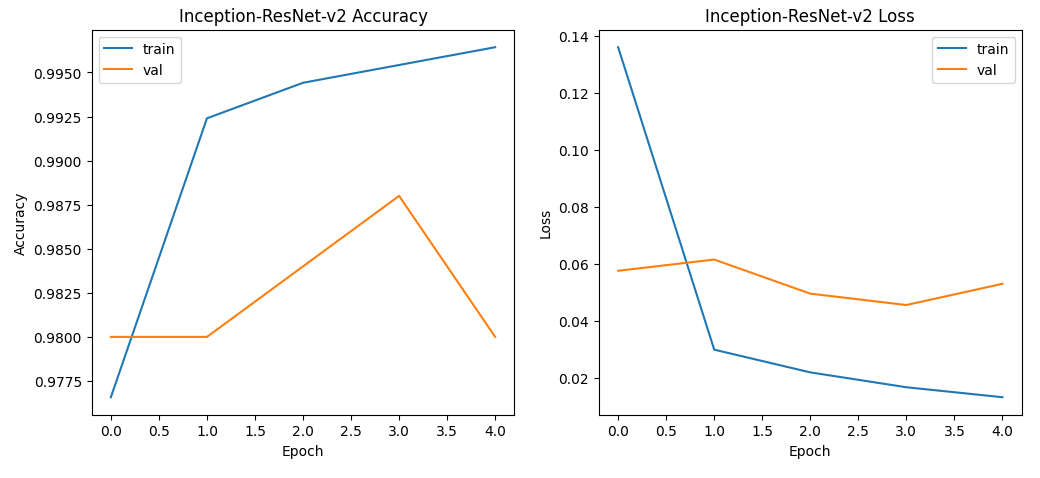 Inception-ResNet-v2 Accuracy
train
val
0.9950
0.9925
0.9900
0.9875
0.9850
0.9825
0.9800
0.9775
Accuracy
0.0 0.5 1.0 1.5 2.0 2.5 3.0 3.5 4.0
Epoch
Inception-ResNet-v2 Loss
train
val
0.14
0.12
0.10
0.08
0.06
0.04
0.02
Loss
0.0 0.5 1.0 1.5 2.0 2.5 3.0 3.5 4.0
Epoch